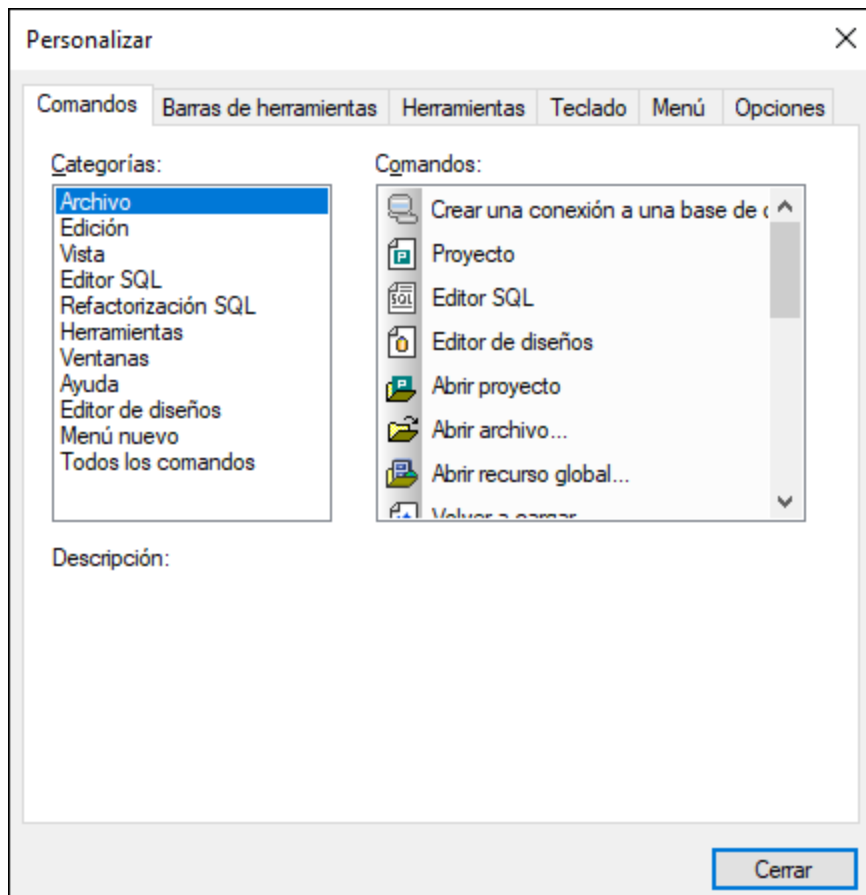 Personalizar
Comandos
Barras de herramientas
Herramientas
Teclado
Menú
Opciones
Categorías:
Archivo
Edición
Vista
Editor SQL
Refactorización SQL
Herramientas
Ventanas
Ayuda
Editor de diseños
Menú nuevo
Todos los comandos
Comandos:
Crear una conexión a una base de
Proyecto
Editor SQL
Editor de diseños
Abrir proyecto
Abrir archivo...
Abrir recurso global...
Volver a cargar
Descripción:
Cerrar